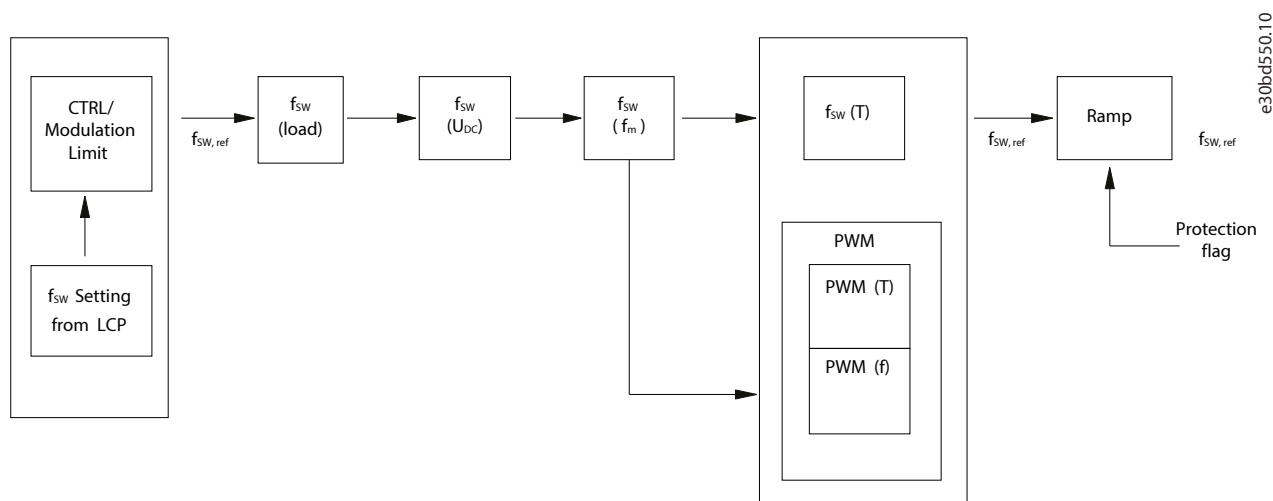 CTRL/
Modulation
Limit
fSW Setting
from LCP
fSW, ref
fSW
(load)
fSW
(UDC)
fSW
( fm )
fSW (T)
PWM
PWM (T)
PWM (f)
fSW, ref
Ramp
fSW, ref
Protection
flag
e30bd550.10